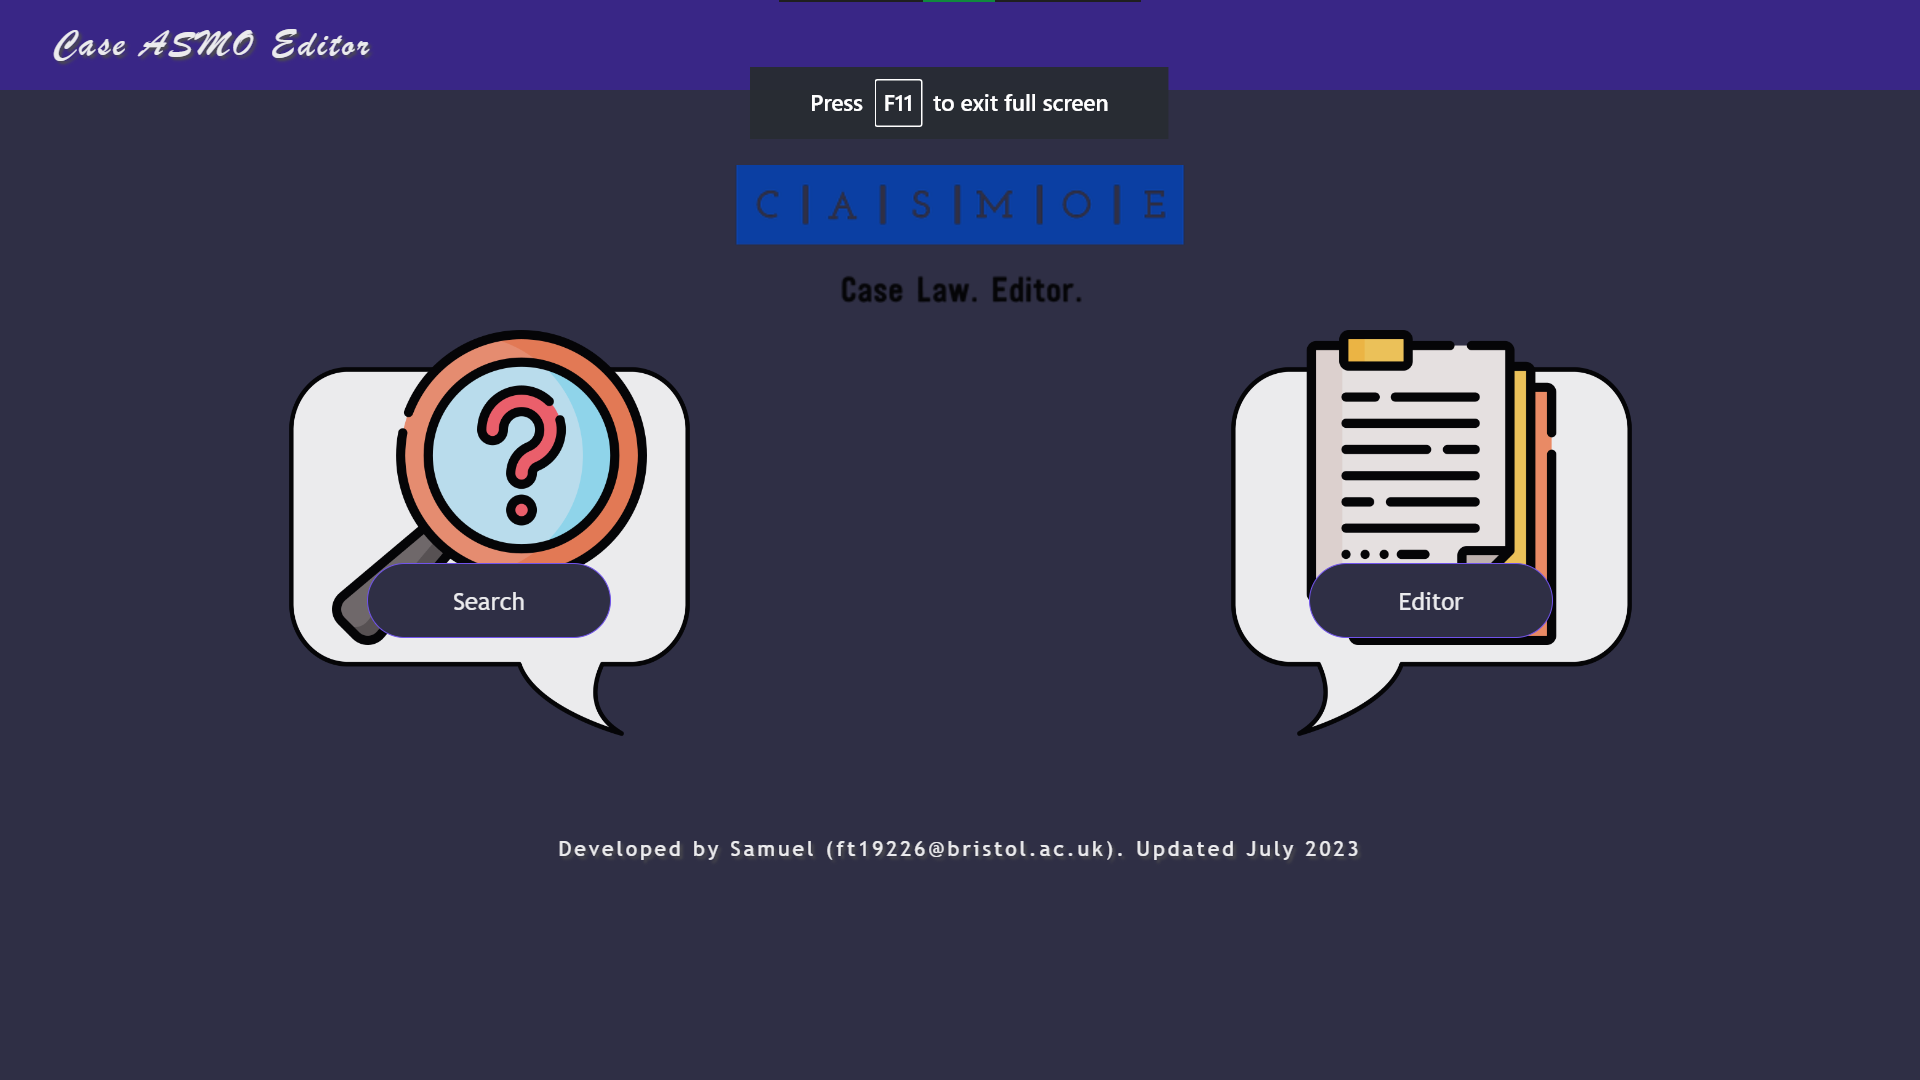 Case ASMO Editor
Press F11 to exit full screen
C | A | S | M | O | E
Case Law. Editor.
Search
Editor
Developed by Samuel (ft19226@bristol.ac.uk). Updated July 2023